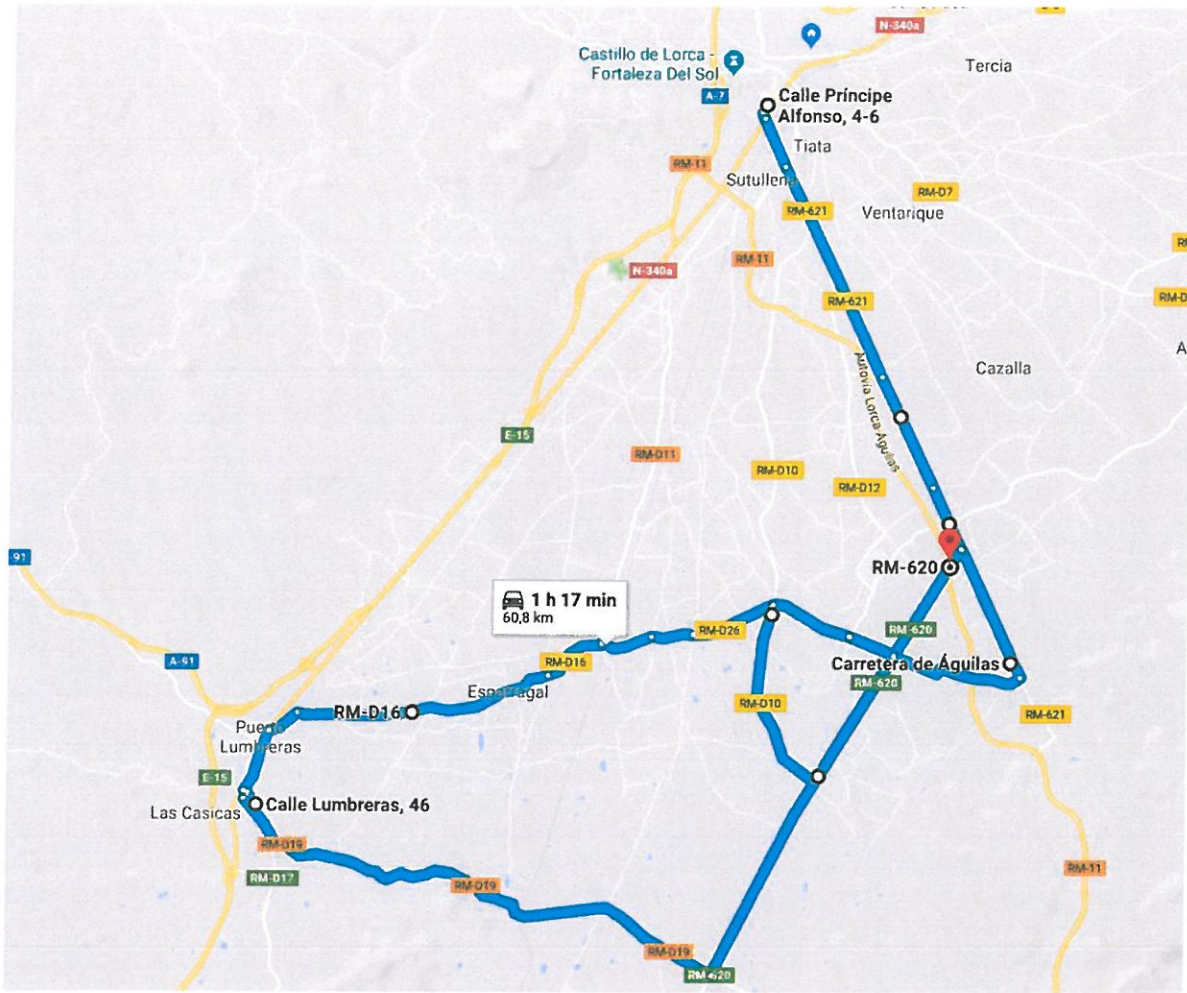 N-340a
Castillo de Lorca -
Fortaleza Del Sol
Tercia
A-7
Calle Príncipe
Alfonso, 4-6
Tiata
RM-11
Sutullena
RM-D7
RM-621
Ventarique
RM-11
N-340a
RM-D
RM-621
Autovía Lorca-Águilas
Cazalla
A
E-15
RM-D11
RM-D10
RM-D12
-91
RM-620
1 h 17 min
60,8 km
RM-D26
RM-620
A-91
RM-D16
Carretera de Águilas
RM-620
Esparragal
RM-D10
RM-D16
RM-621
Puerto
Lumbreras
E-15
Las Casicas
Calle Lumbreras, 46
RM-D19
RM-11
RM-D17
RM-D19
RM-D19
RM-620